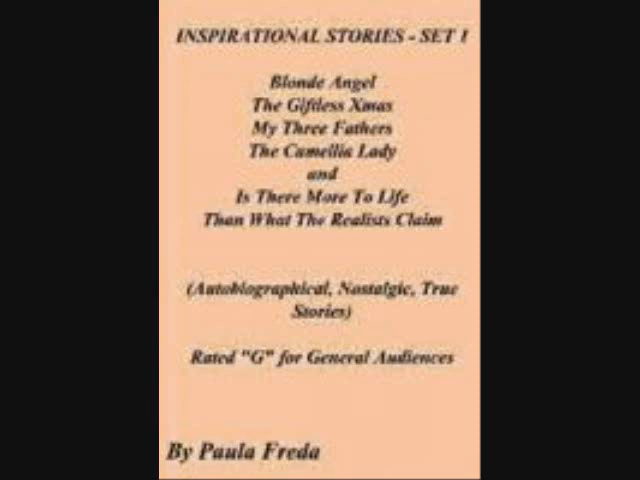 INSPIRATIONAL STORIES - SET I
Blonde Angel
The Giftless Xmas
My Three Fathers
The Camellia Lady
and
Is There More To Life
Than What The Realists Claim
(Autobiographical, Nostalgic, True
Stories)
Rated "G" for General Audiences
By Paula Freda